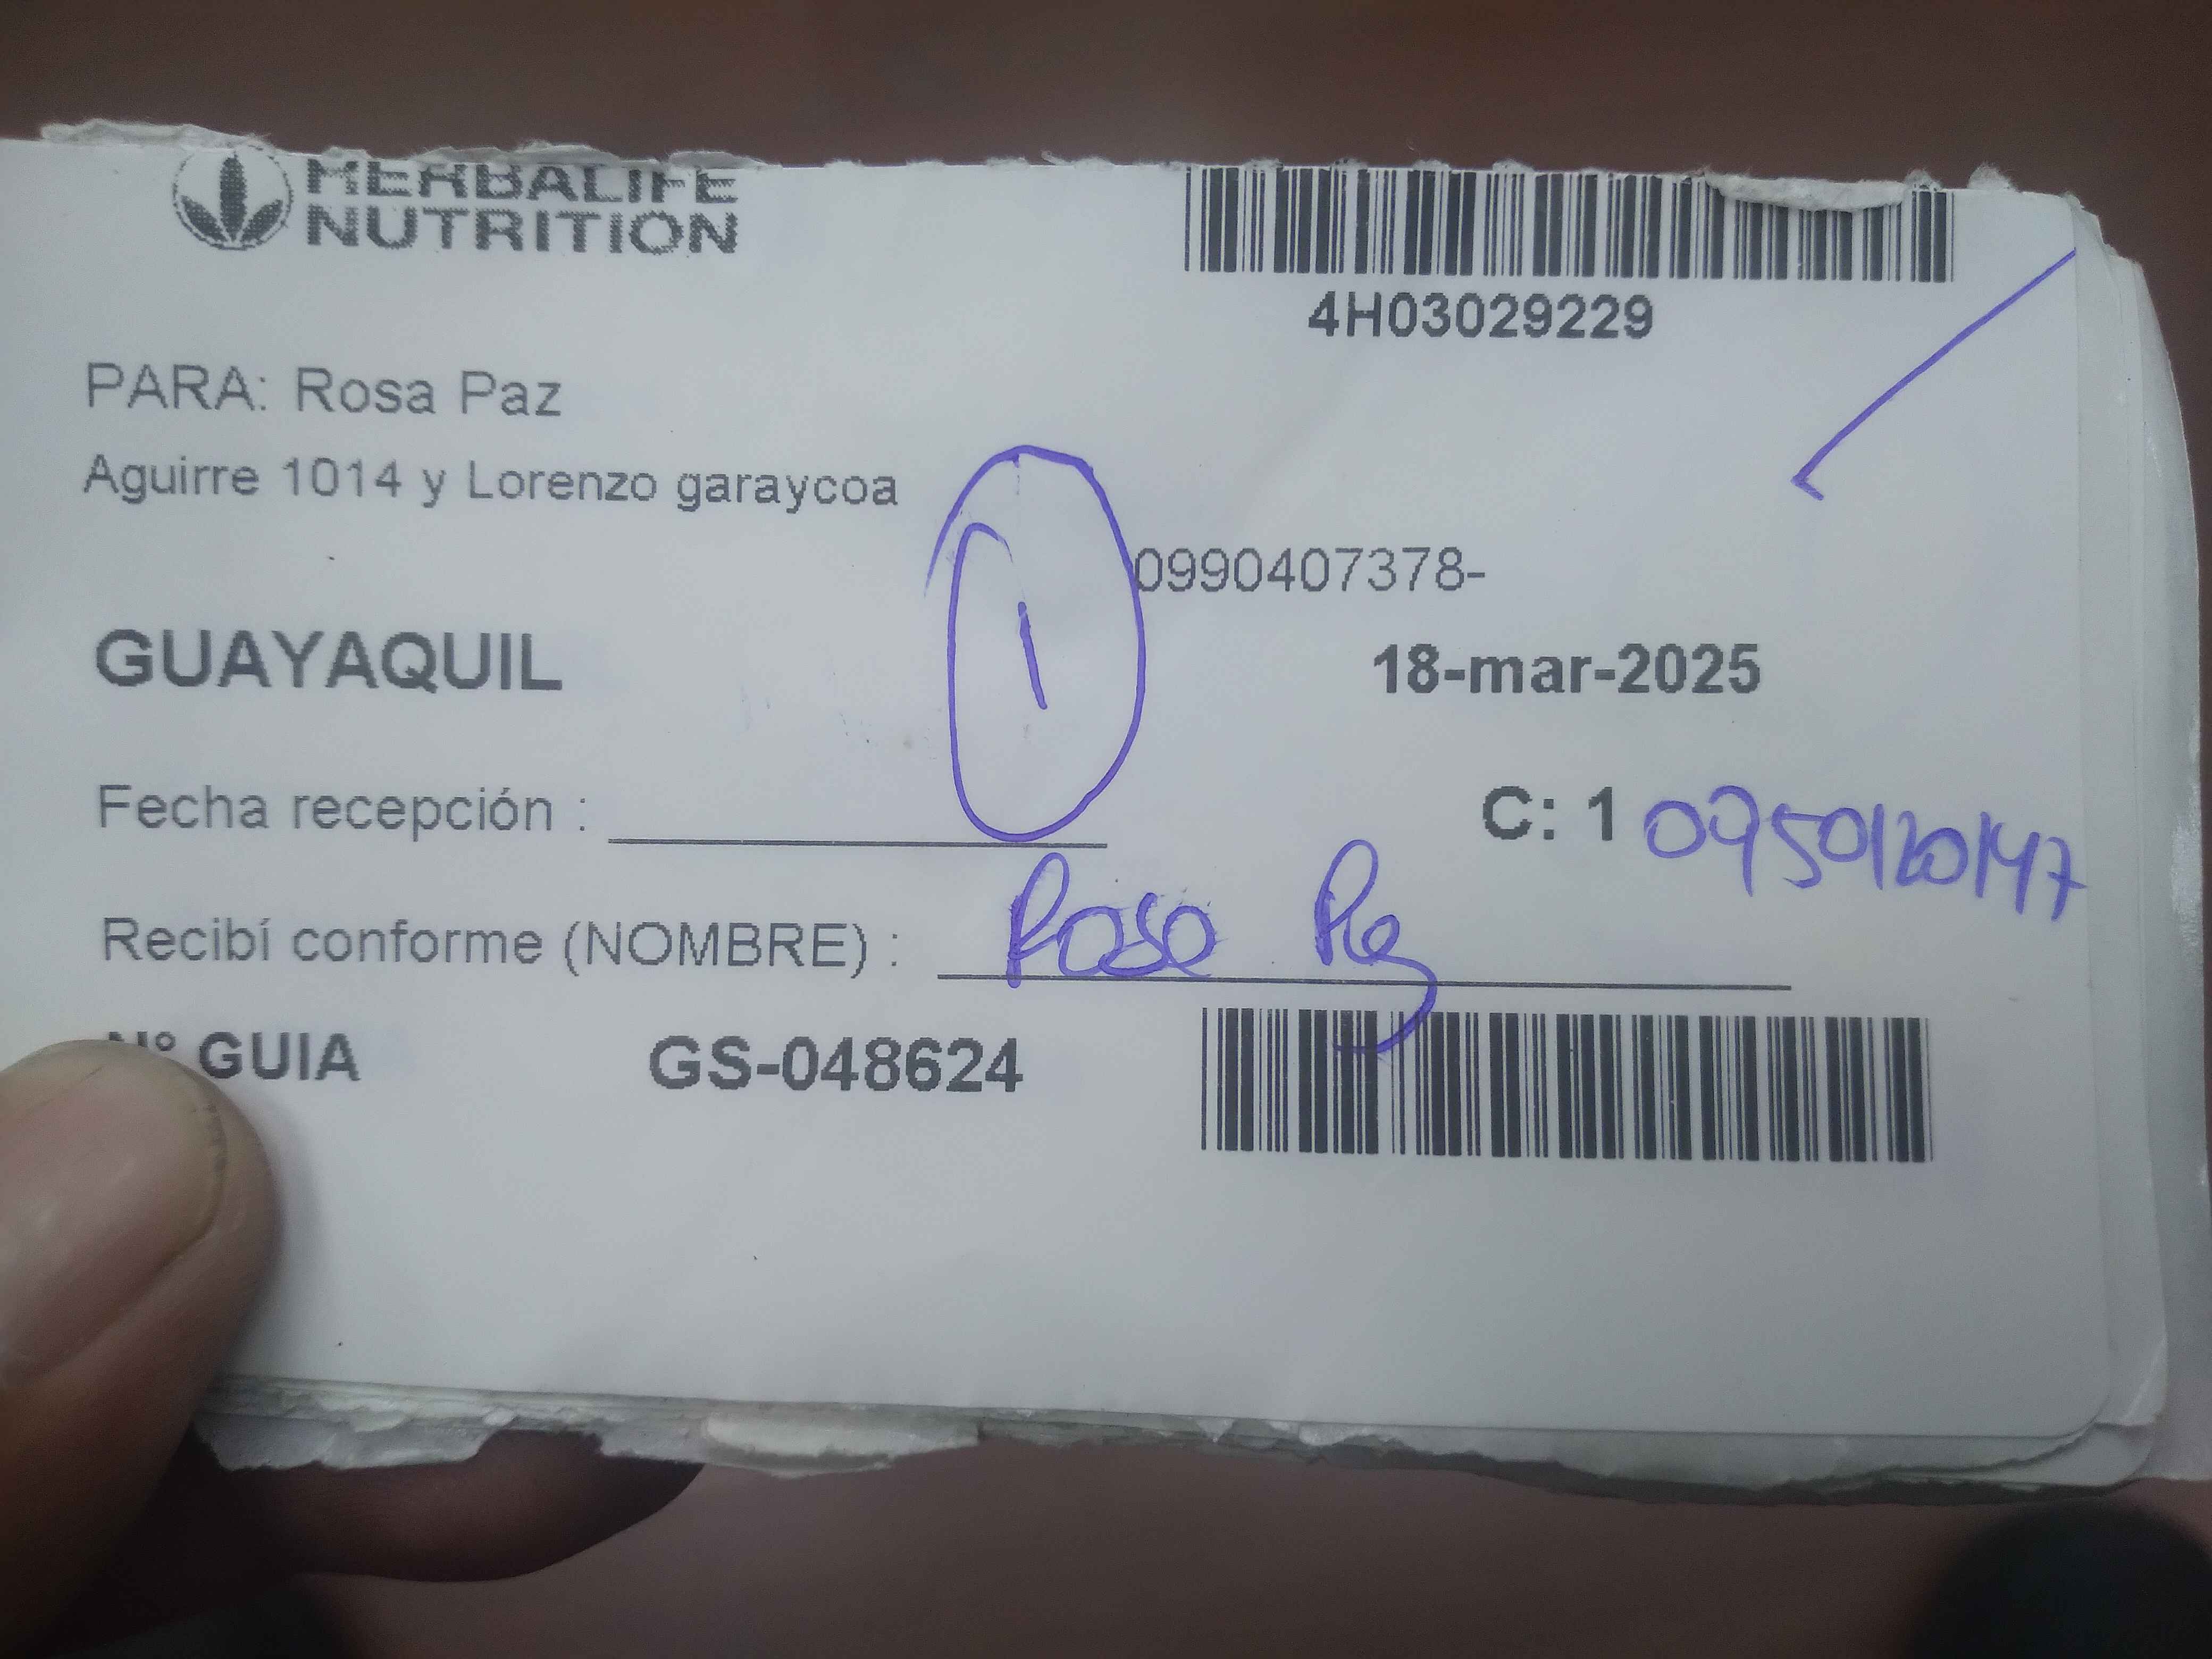 HERBALIFE
NUTRITION
4H03029229
PARA: Rosa Paz
Aguirre 1014 y Lorenzo garaycoa
0990407378-
1
GUAYAQUIL
18-mar-2025
Fecha recepción :
C: 1 0950120147
Recibí conforme (NOMBRE) : Rosa Paz
Nº GUIA GS-048624